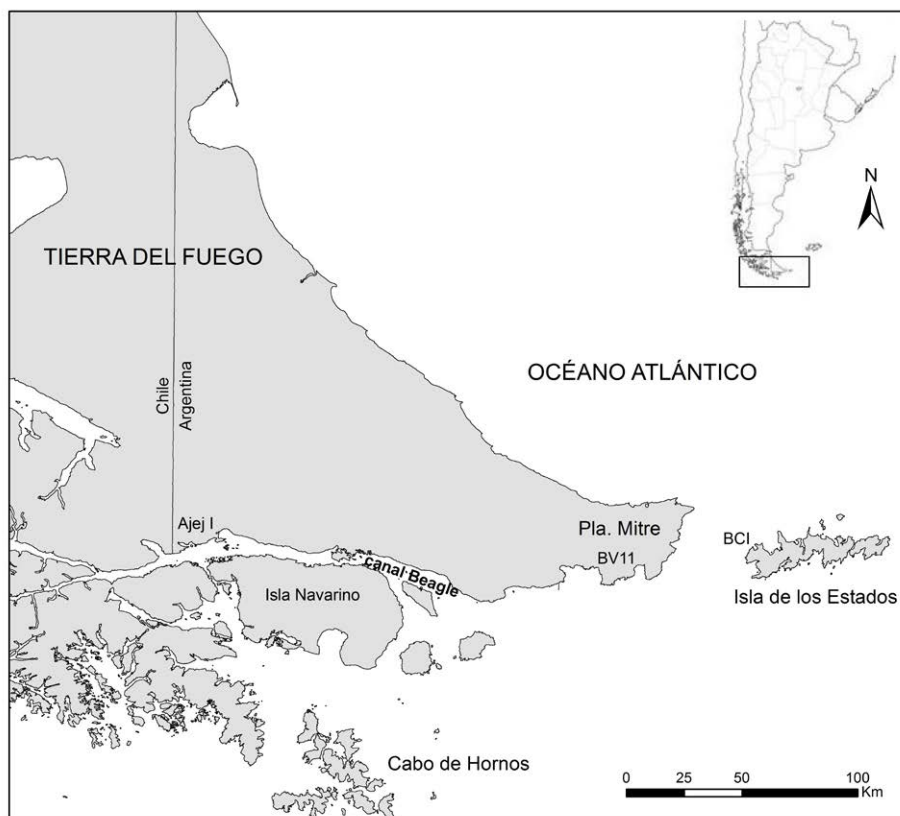 N
TIERRA DEL FUEGO
Chile
Argentina
OCÉANO ATLÁNTICO
Ajej I
Pla. Mitre
BV11
BCI
canal Beagle
Isla Navarino
Isla de los Estados
Cabo de Hornos
0 25 50 100
Km